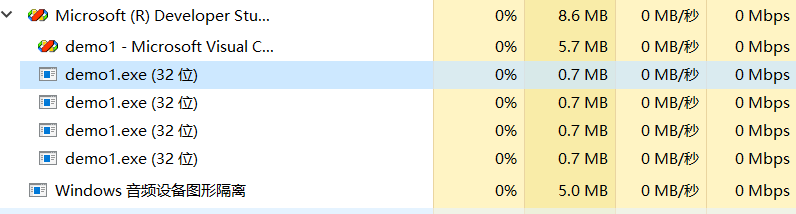 Microsoft (R) Developer Stu... 0% 8.6 MB 0 MB/秒 0 Mbps
demo1 - Microsoft Visual C... 0% 5.7 MB 0 MB/秒 0 Mbps
demo1.exe (32 位) 0% 0.7 MB 0 MB/秒 0 Mbps
demo1.exe (32 位) 0% 0.7 MB 0 MB/秒 0 Mbps
demo1.exe (32 位) 0% 0.7 MB 0 MB/秒 0 Mbps
demo1.exe (32 位) 0% 0.7 MB 0 MB/秒 0 Mbps
Windows 音频设备图形隔离 0% 5.0 MB 0 MB/秒 0 Mbps